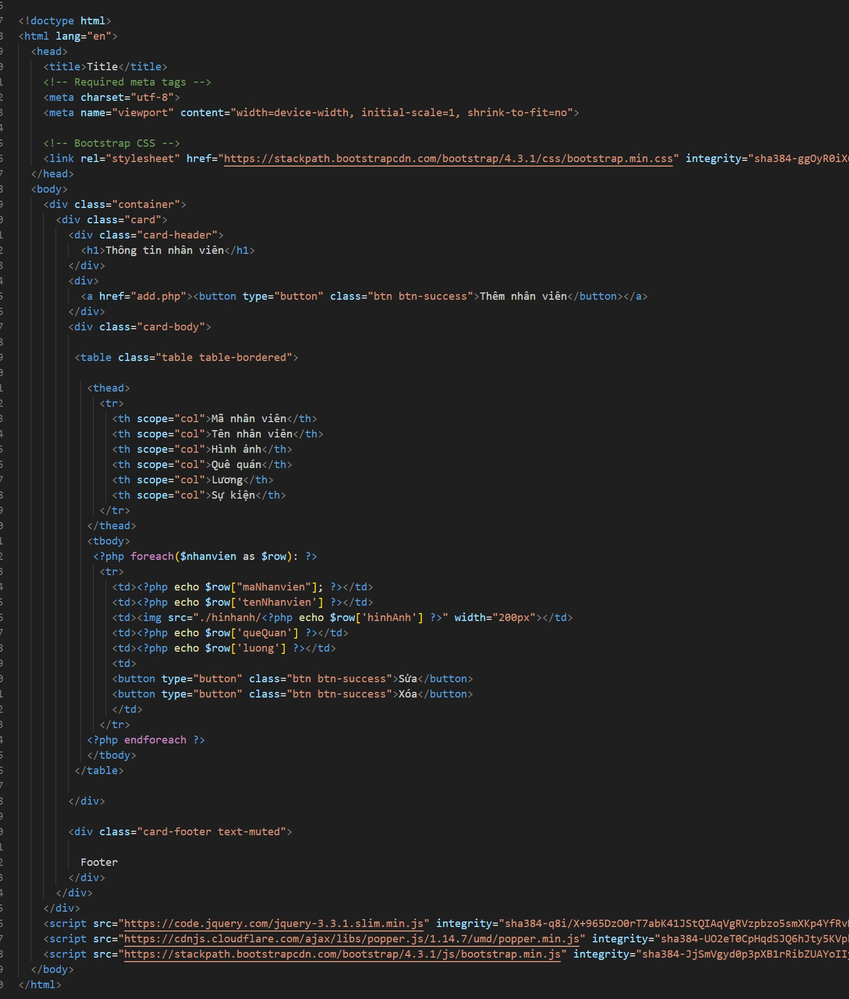 <!doctype html>
<html lang="en">
<head>
<title>Title</title>
<!-- Required meta tags -->
<meta charset="utf-8">
<meta name="viewport" content="width=device-width, initial-scale=1, shrink-to-fit=no">
<!-- Bootstrap CSS -->
<link rel="stylesheet" href="https://stackpath.bootstrapcdn.com/bootstrap/4.3.1/css/bootstrap.min.css" integrity="sha384-ggOyR0iX
</head>
<body>
<div class="container">
<div class="card">
<div class="card-header">
<h1>Thông tin nhân viên</h1>
</div>
<div>
<a href="add.php"><button type="button" class="btn btn-success">Thêm nhân viên</button></a>
</div>
<div class="card-body">
<table class="table table-bordered">
<thead>
<tr>
<th scope="col">Mã nhân viên</th>
<th scope="col">Tên nhân viên</th>
<th scope="col">Hình ảnh</th>
<th scope="col">Quê quán</th>
<th scope="col">Lương</th>
<th scope="col">Sự kiện</th>
</tr>
</thead>
<tbody>
<?php foreach($nhanvien as $row): ?>
<tr>
<td><?php echo $row["maNhanvien"]; ?></td>
<td><?php echo $row['tenNhanvien'] ?></td>
<td><img src="./hinhanh/<?php echo $row['hinhAnh'] ?>" width="200px"></td>
<td><?php echo $row['queQuan'] ?></td>
<td><?php echo $row['luong'] ?></td>
<td>
<button type="button" class="btn btn-success">Sửa</button>
<button type="button" class="btn btn-success">Xóa</button>
</td>
</tr>
<?php endforeach ?>
</tbody>
</table>
</div>
<div class="card-footer text-muted">
Footer
</div>
</div>
</div>
<script src="https://code.jquery.com/jquery-3.3.1.slim.min.js" integrity="sha384-q8i/X+965DzO0rT7abK41JStQIAqVgRVzpbzo5smXKp4YfRv
<script src="https://cdnjs.cloudflare.com/ajax/libs/popper.js/1.14.7/umd/popper.min.js" integrity="sha384-UO2eT0CpHqdSJQ6hJty5KVp
<script src="https://stackpath.bootstrapcdn.com/bootstrap/4.3.1/js/bootstrap.min.js" integrity="sha384-JjSmVgyd0p3pXB1rRibZUAYoII
</body>
</html>